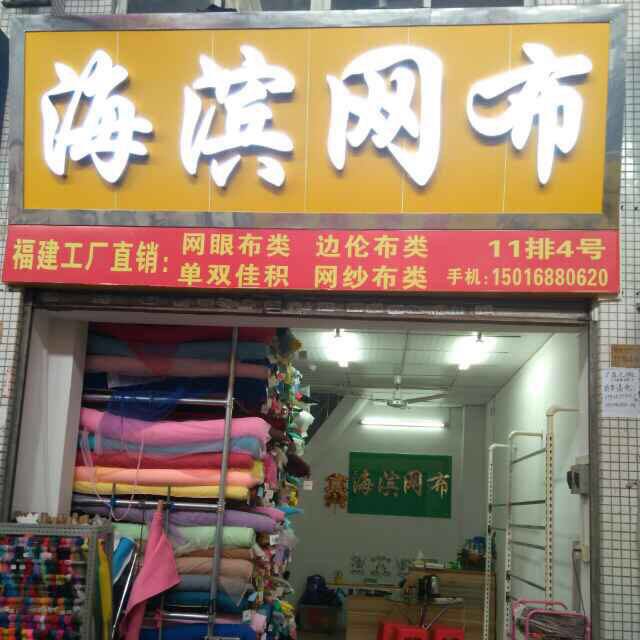 海滨网布
福建工厂直销: 网眼布类 边伦布类 11排4号
单双佳积 网纱布类 手机:15016880620
海滨网布